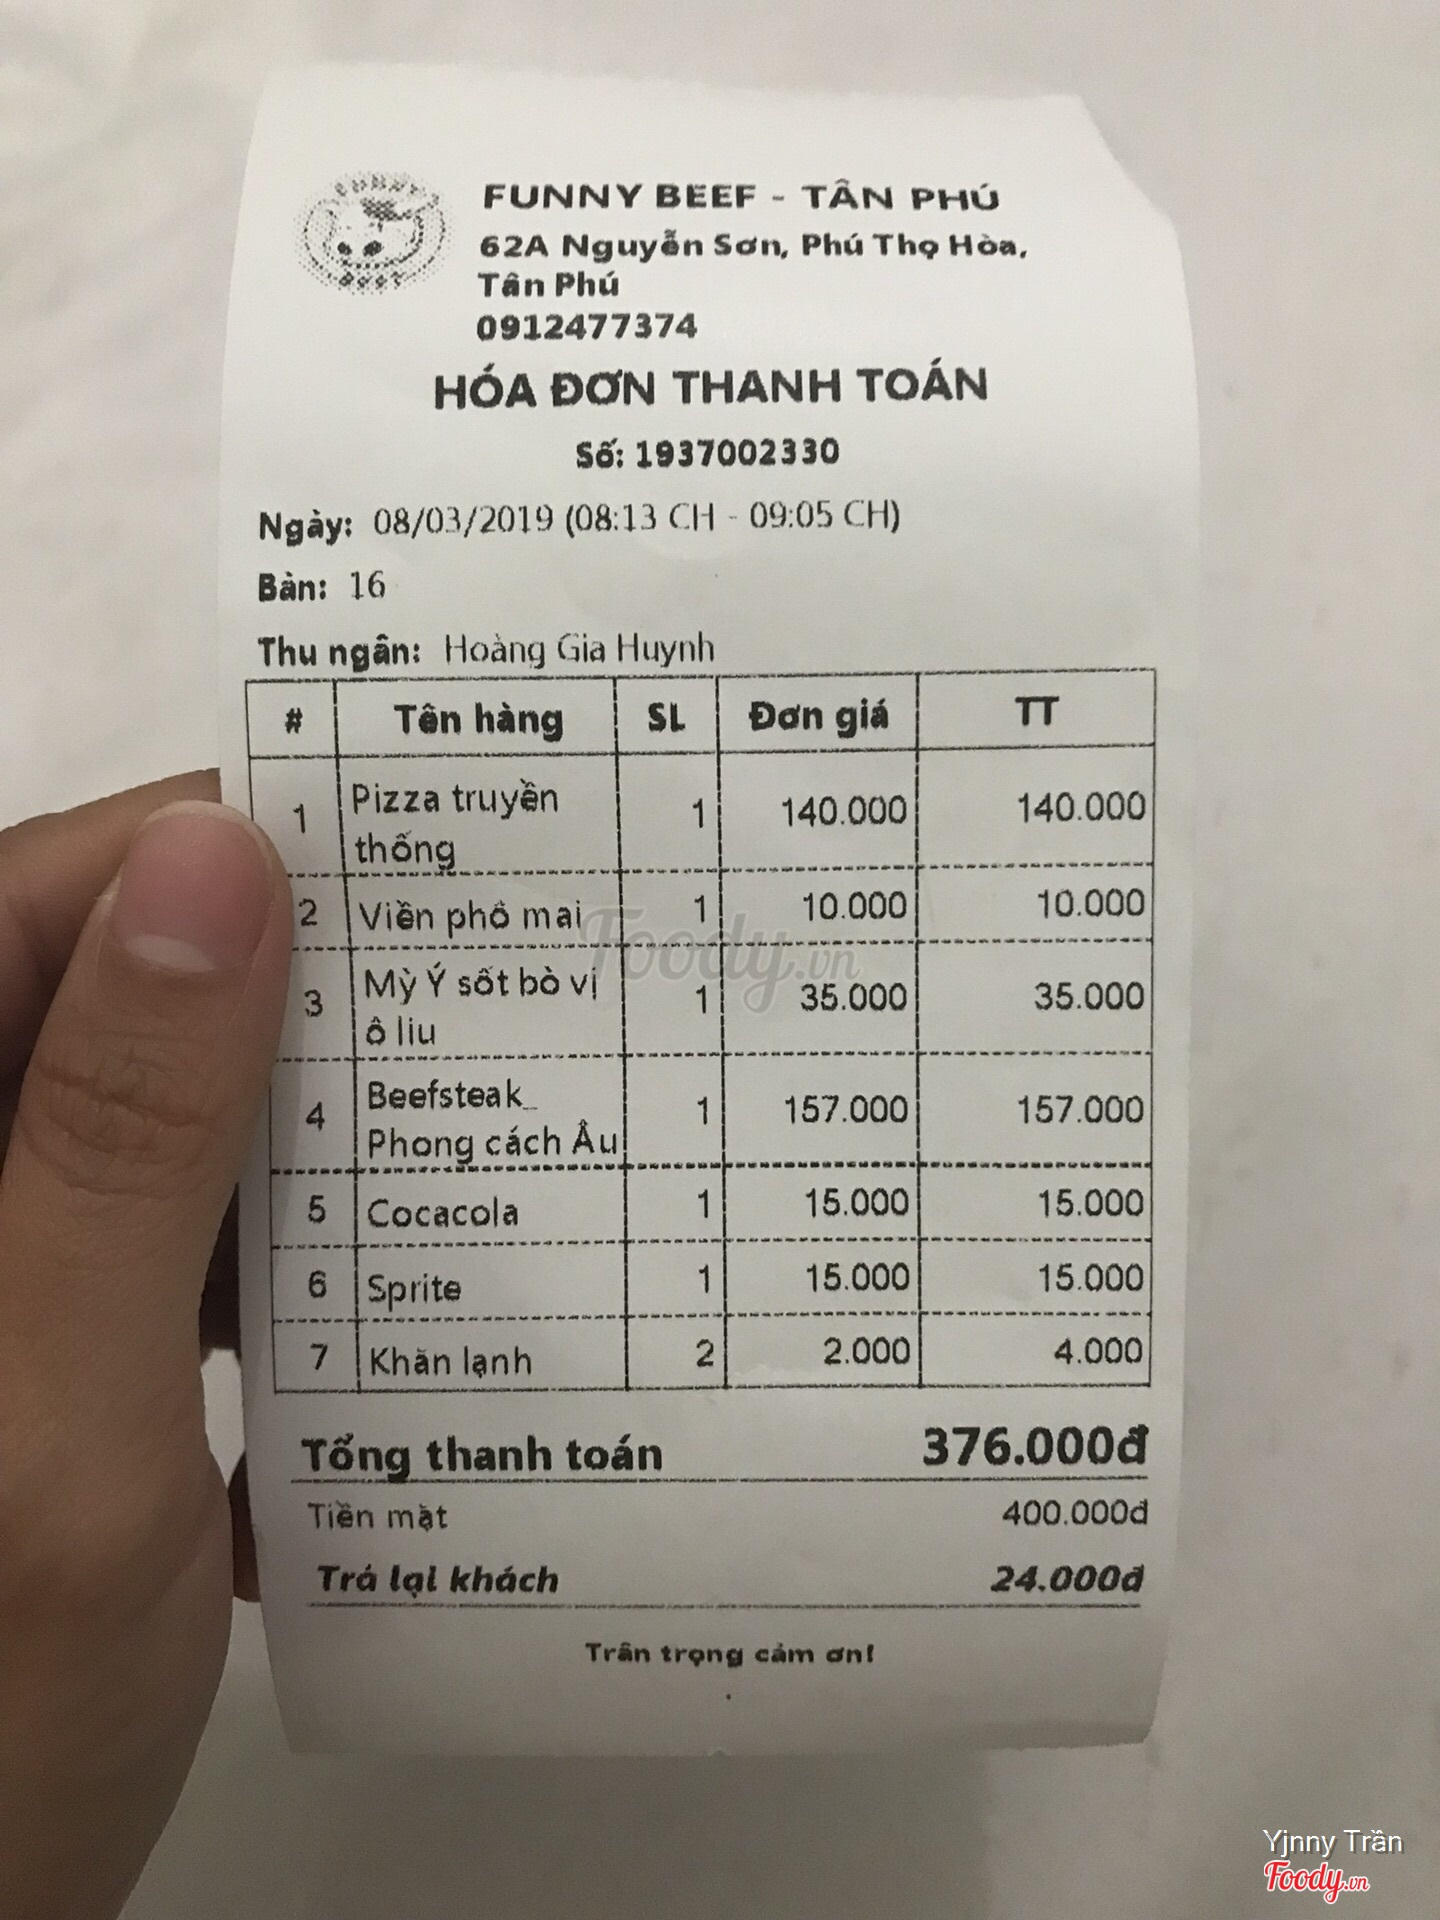 FUNNY BEEF
FUNNY BEEF - TÂN PHÚ
62A Nguyễn Sơn, Phú Thọ Hòa,
Tân Phú
0912477374
HÓA ĐƠN THANH TOÁN
Số: 1937002330
Ngày: 08/03/2019 (08:13 CH - 09:05 CH)
Bàn: 16
Thu ngân: Hoàng Gia Huynh
# Tên hàng SL Đơn giá TT
1 Pizza truyền thống 1 140.000 140.000
2 Viền phô mai 1 10.000 10.000
3 Mỳ Ý sốt bò vị ô liu 1 35.000 35.000
4 Beefsteak_ Phong cách Âu 1 157.000 157.000
5 Cocacola 1 15.000 15.000
6 Sprite 1 15.000 15.000
7 Khăn lạnh 2 2.000 4.000
Tổng thanh toán 376.000đ
Tiền mặt 400.000đ
Trả lại khách 24.000đ
Trân trọng cảm ơn!
Foody.vn
Yjnny Trần
Foody.vn